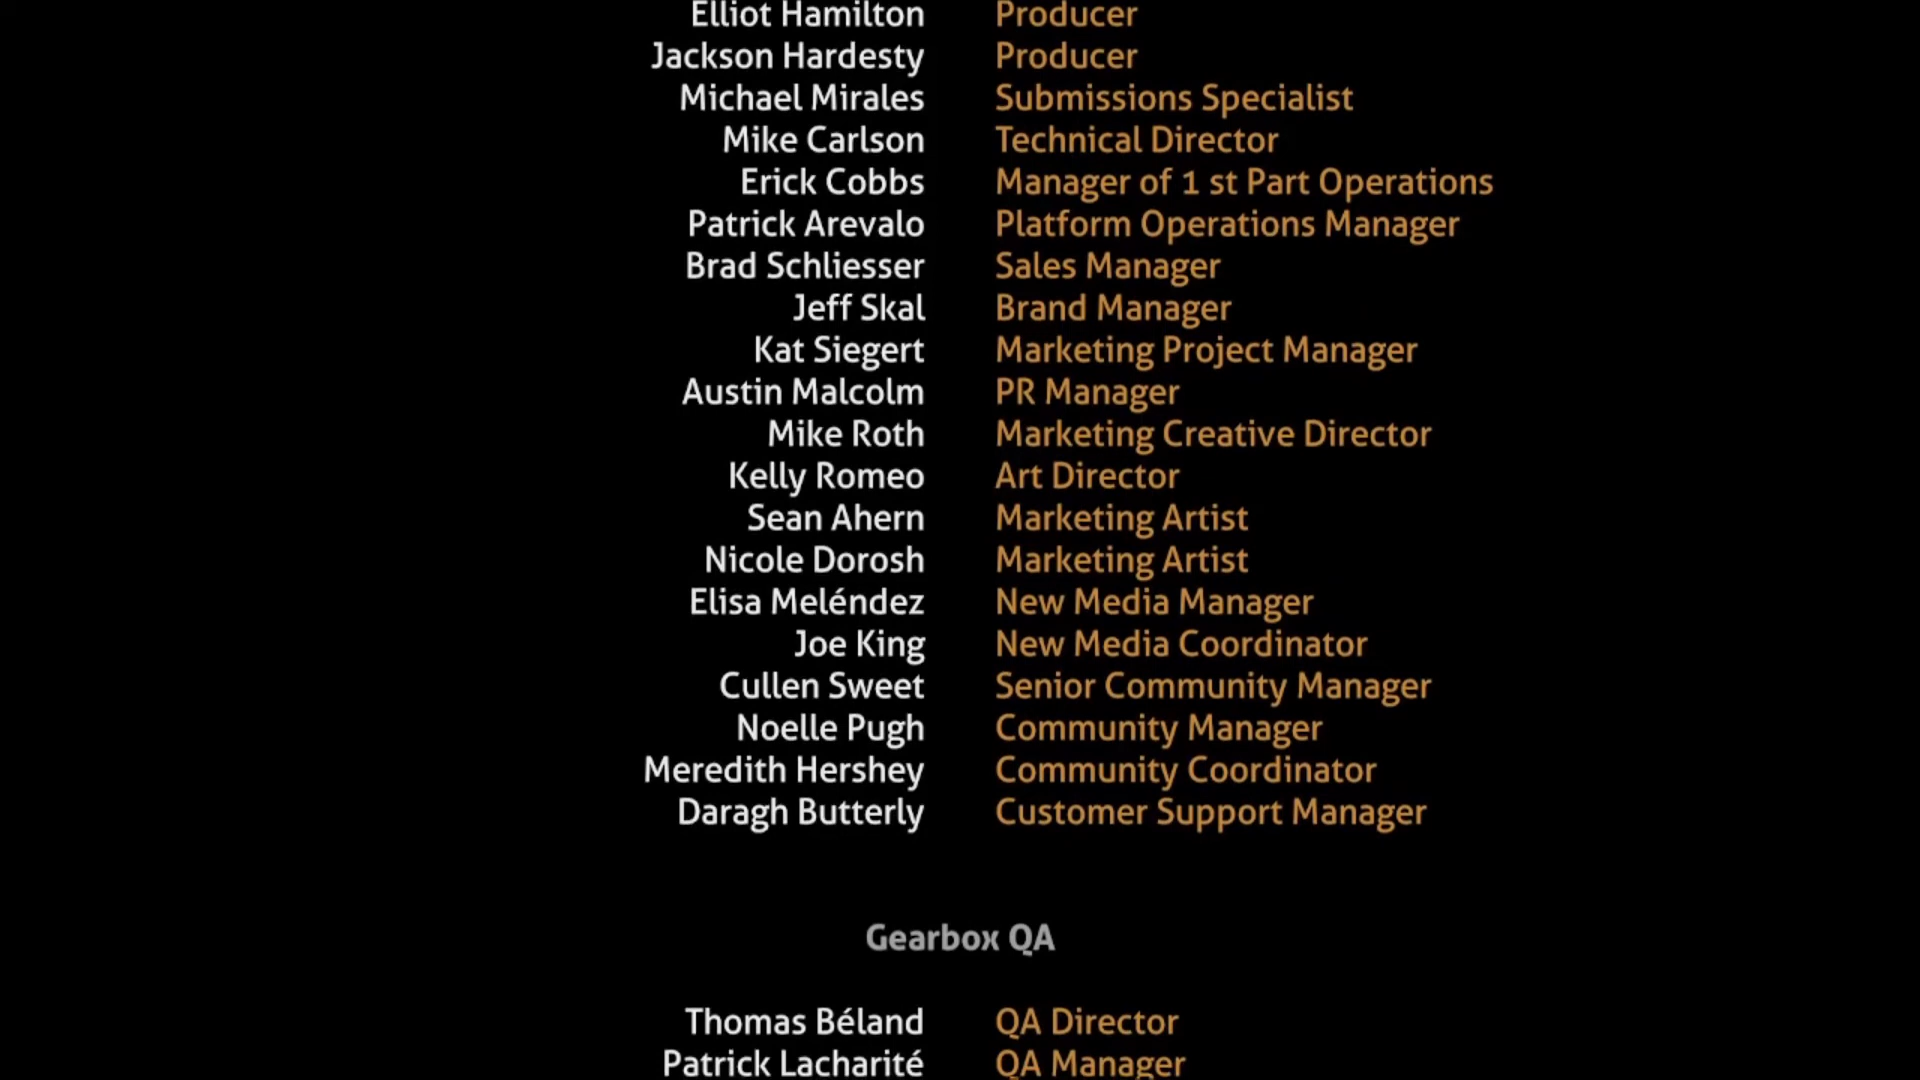 Elliot Hamilton Producer
Jackson Hardesty Producer
Michael Mirales Submissions Specialist
Mike Carlson Technical Director
Erick Cobbs Manager of 1 st Part Operations
Patrick Arevalo Platform Operations Manager
Brad Schliesser Sales Manager
Jeff Skal Brand Manager
Kat Siegert Marketing Project Manager
Austin Malcolm PR Manager
Mike Roth Marketing Creative Director
Kelly Romeo Art Director
Sean Ahern Marketing Artist
Nicole Dorosh Marketing Artist
Elisa Meléndez New Media Manager
Joe King New Media Coordinator
Cullen Sweet Senior Community Manager
Noelle Pugh Community Manager
Meredith Hershey Community Coordinator
Daragh Butterly Customer Support Manager
Gearbox QA
Thomas Béland QA Director
Patrick Lacharité QA Manager